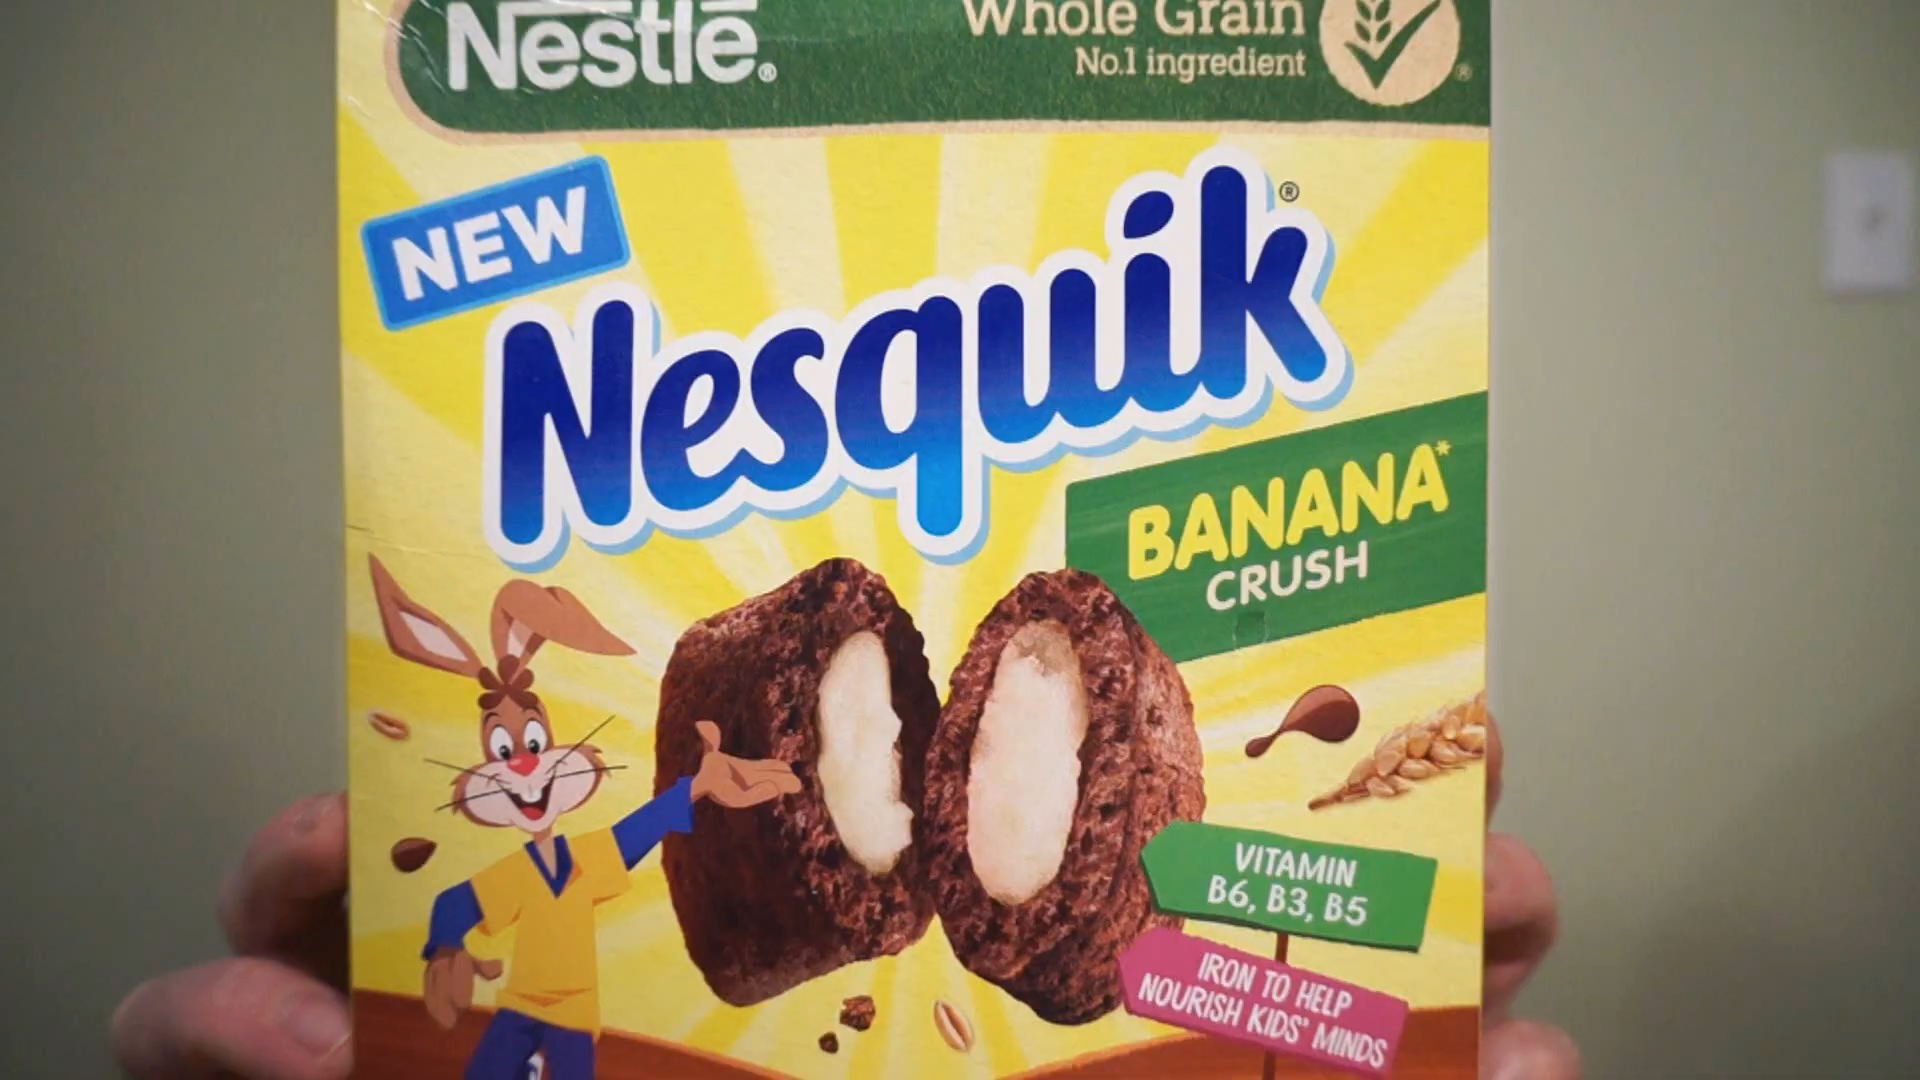 Nestlé®
Whole Grain
No.1 ingredient
®
NEW
Nesquik®
BANANA*
CRUSH
VITAMIN
B6, B3, B5
IRON TO HELP
NOURISH KIDS' MINDS